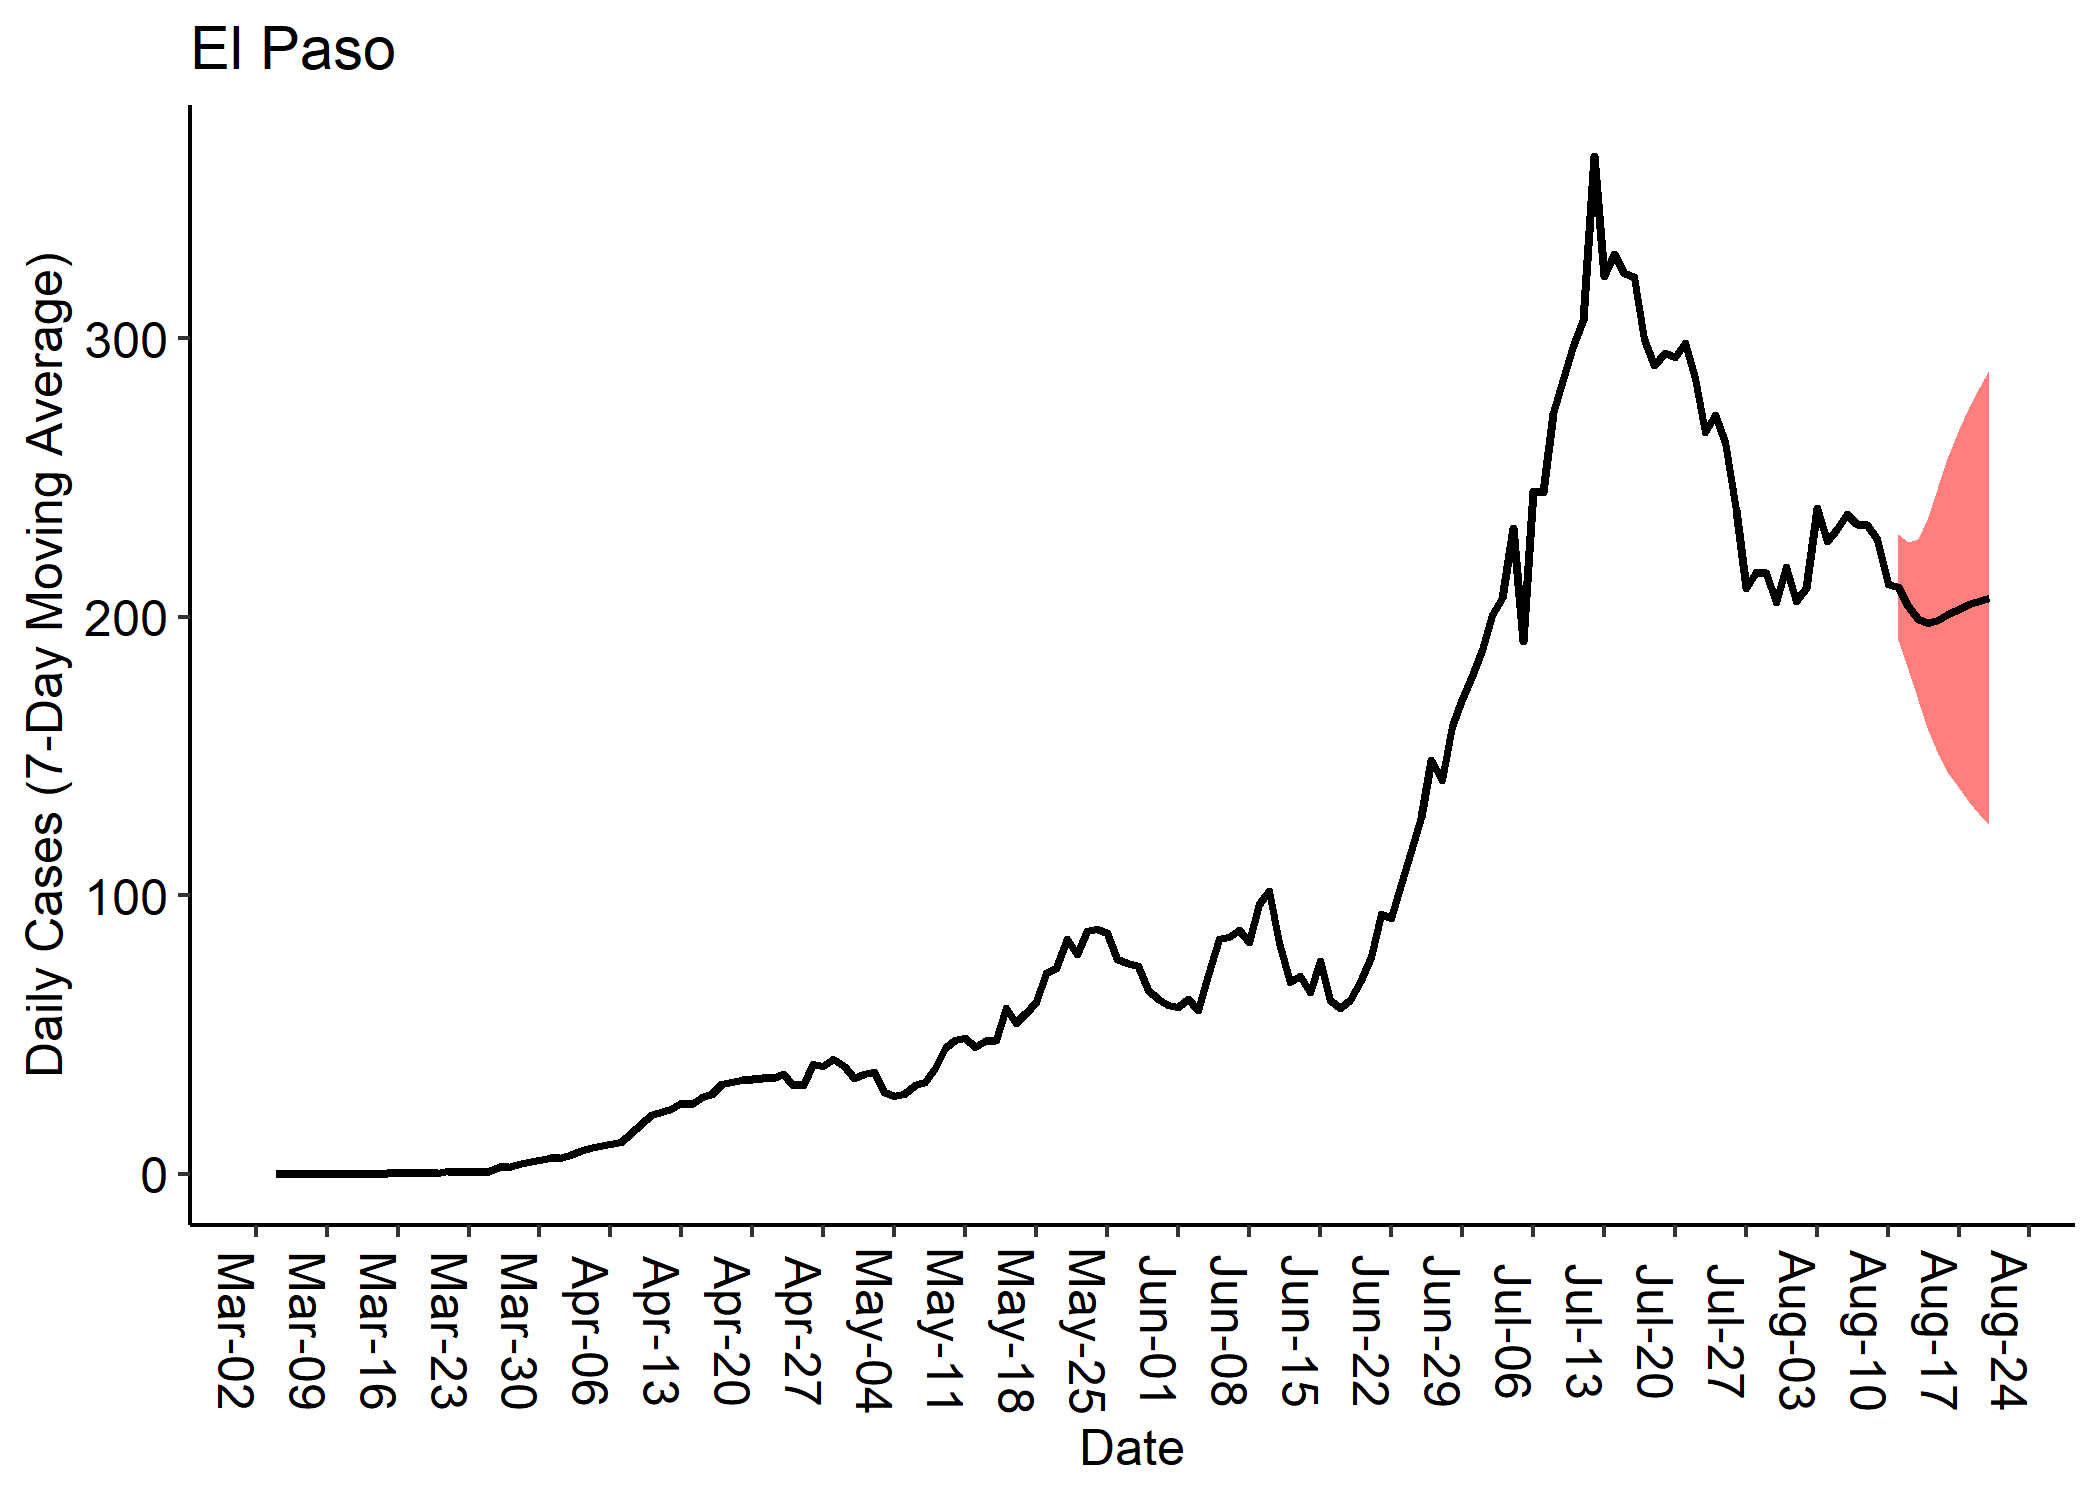 El Paso
Daily Cases (7-Day Moving Average)
300
200
100
0
Mar-02
Mar-09
Mar-16
Mar-23
Mar-30
Apr-06
Apr-13
Apr-20
Apr-27
May-04
May-11
May-18
May-25
Jun-01
Jun-08
Jun-15
Jun-22
Jun-29
Jul-06
Jul-13
Jul-20
Jul-27
Aug-03
Aug-10
Aug-17
Aug-24
Date